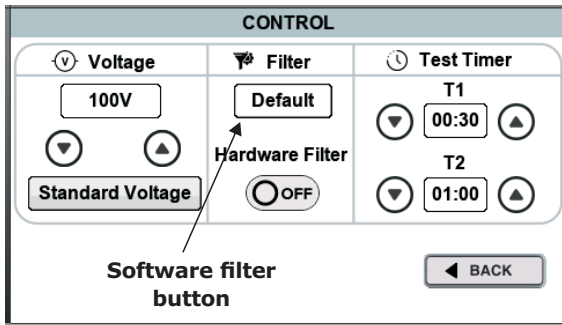 CONTROL
V Voltage
Filter
Test Timer
100V
Default
T1
00:30
Hardware Filter
T2
Standard Voltage
OFF
01:00
Software filter
button
BACK